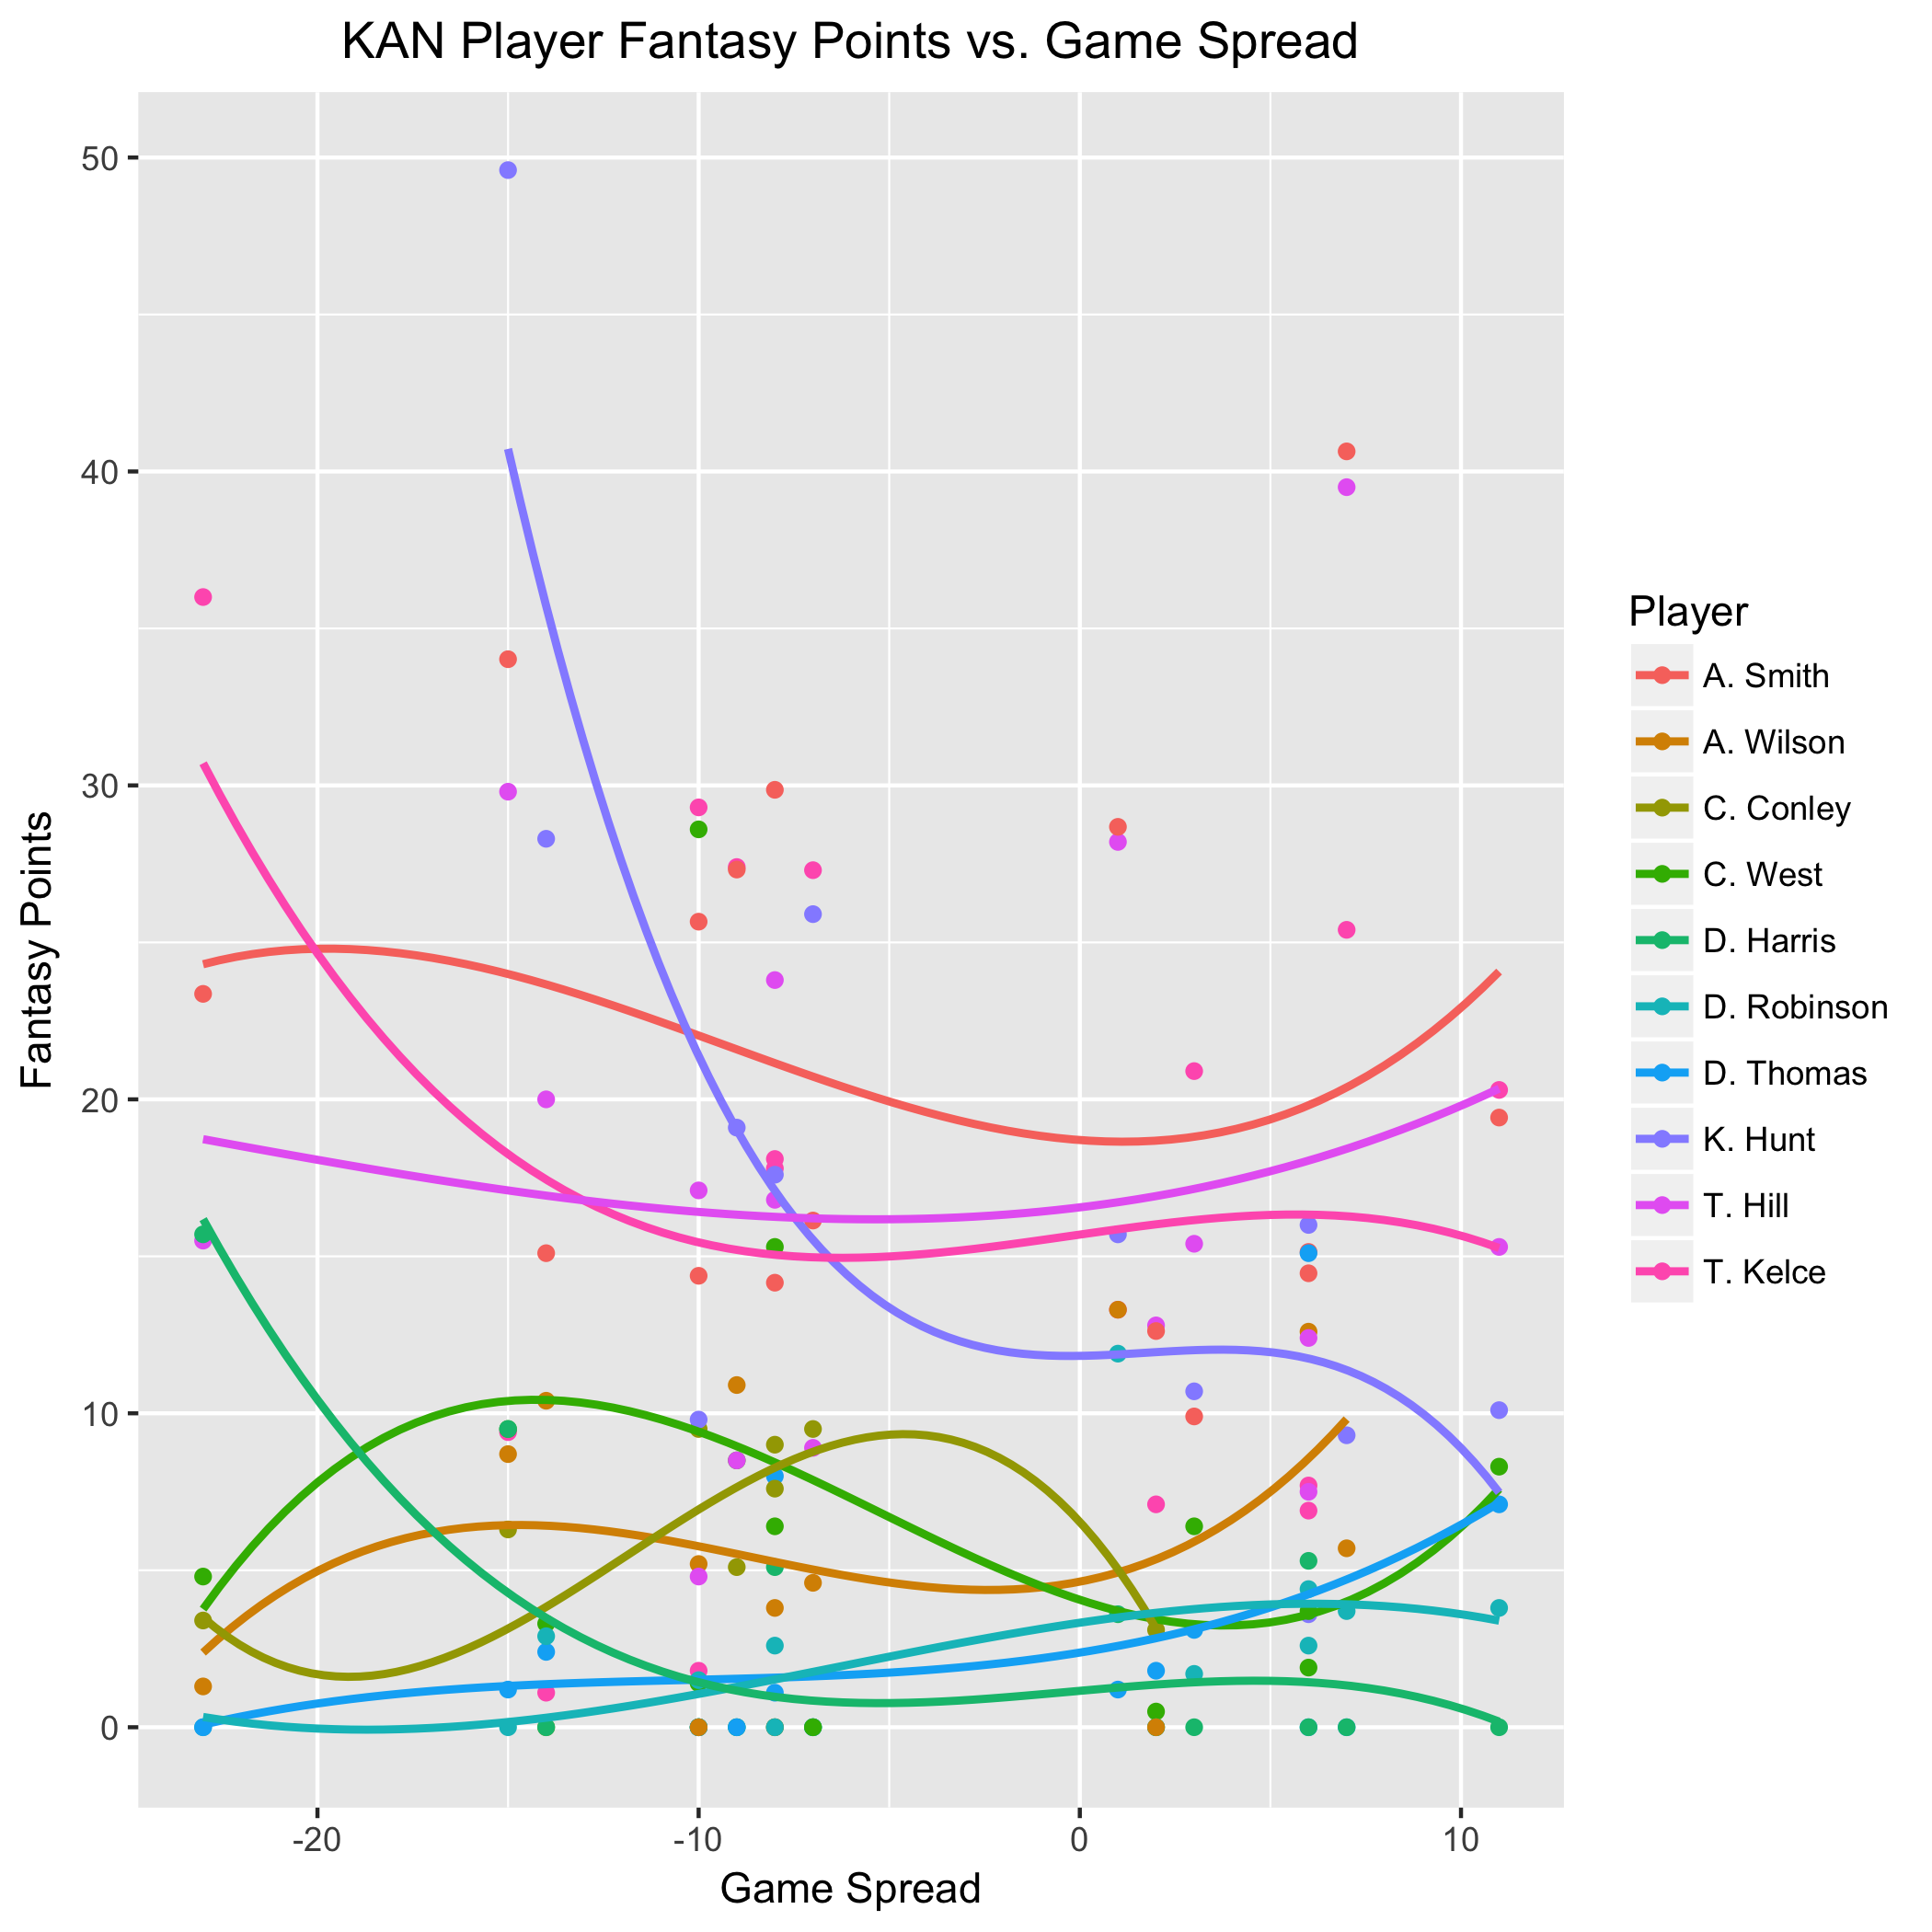 KAN Player Fantasy Points vs. Game Spread
50
40
30
20
10
0
Fantasy Points
-20
-10
0
10
Game Spread
Player
A. Smith
A. Wilson
C. Conley
C. West
D. Harris
D. Robinson
D. Thomas
K. Hunt
T. Hill
T. Kelce